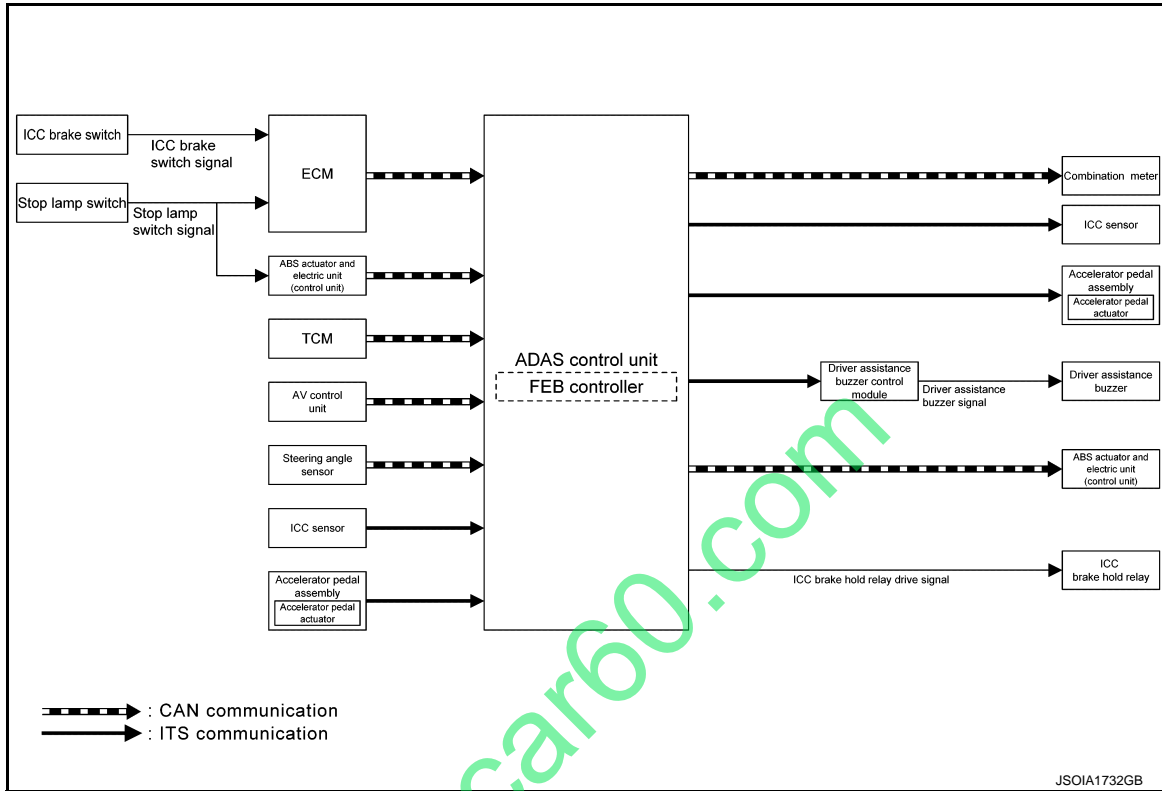 ICC brake switch
ICC brake
switch signal
Stop lamp switch
Stop lamp
switch signal
ECM
ABS actuator and
electric unit
(control unit)
TCM
AV control
unit
Steering angle
sensor
ICC sensor
Accelerator pedal
assembly
Accelerator pedal
actuator
ADAS control unit
FEB controller
Combination meter
ICC sensor
Accelerator pedal
assembly
Accelerator pedal
actuator
Driver assistance
buzzer control
module
Driver assistance
buzzer signal
Driver assistance
buzzer
ABS actuator and
electric unit
(control unit)
ICC brake hold relay drive signal
ICC
brake hold relay
: CAN communication
: ITS communication
car60.com
JSOIA1732GB